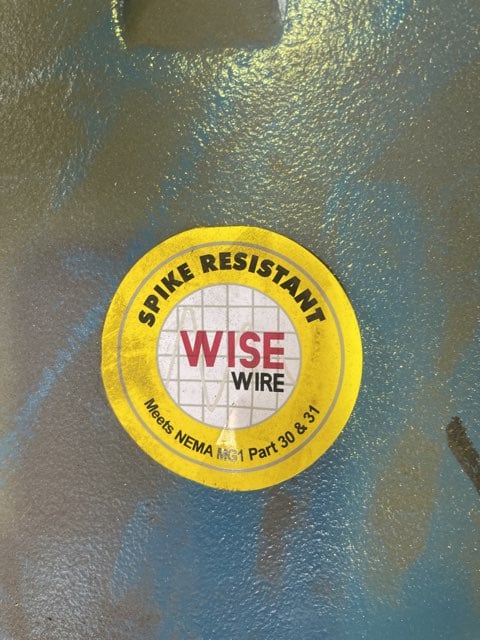 SPIKE RESISTANT
WISE
WIRE
Meets NEMA MG1 Part 30 & 31